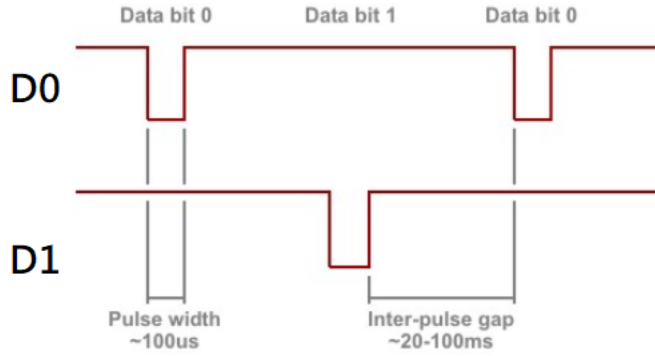 Data bit 0 Data bit 1 Data bit 0
D0
D1
Pulse width Inter-pulse gap
~100us ~20-100ms